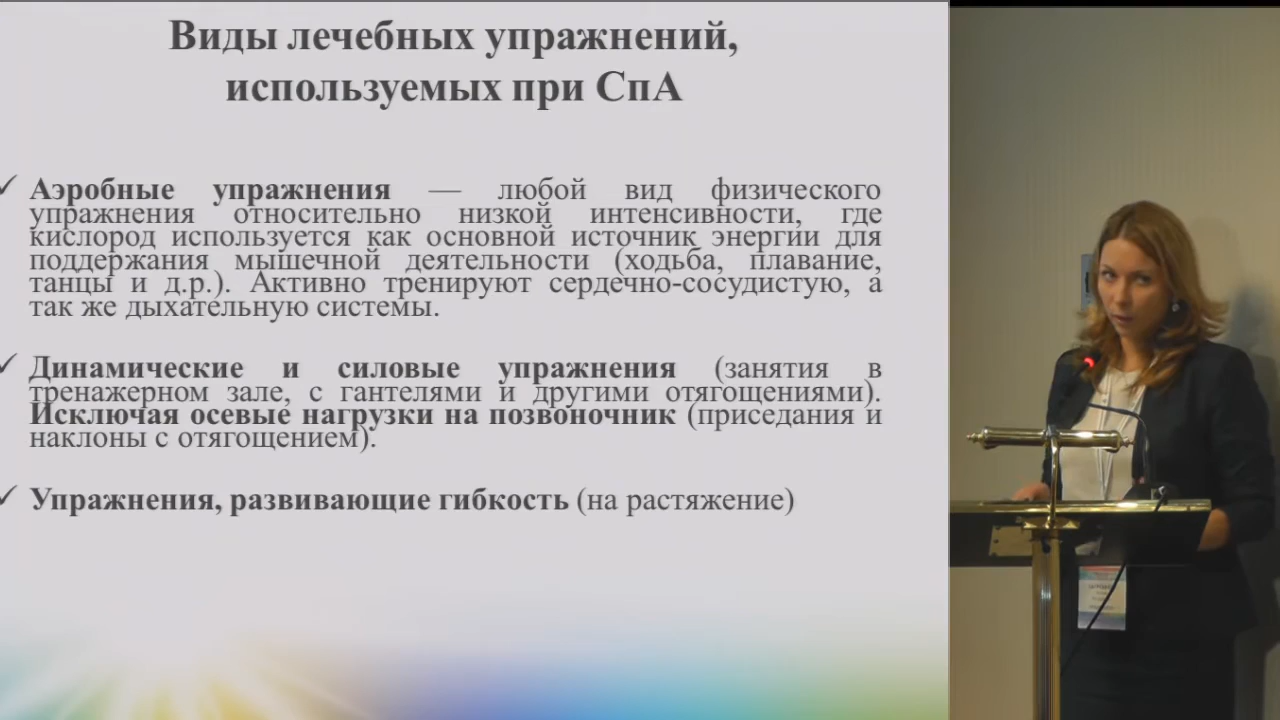 Виды лечебных упражнений,
используемых при СпА
✓ Аэробные упражнения — любой вид физического
упражнения относительно низкой интенсивности, где
кислород используется как основной источник энергии для
поддержания мышечной деятельности (ходьба, плавание,
танцы и д.р.). Активно тренируют сердечно-сосудистую, а
так же дыхательную системы.
✓ Динамические и силовые упражнения (занятия в
тренажерном зале, с гантелями и другими отягощениями).
Исключая осевые нагрузки на позвоночник (приседания и
наклоны с отягощением).
✓ Упражнения, развивающие гибкость (на растяжение)